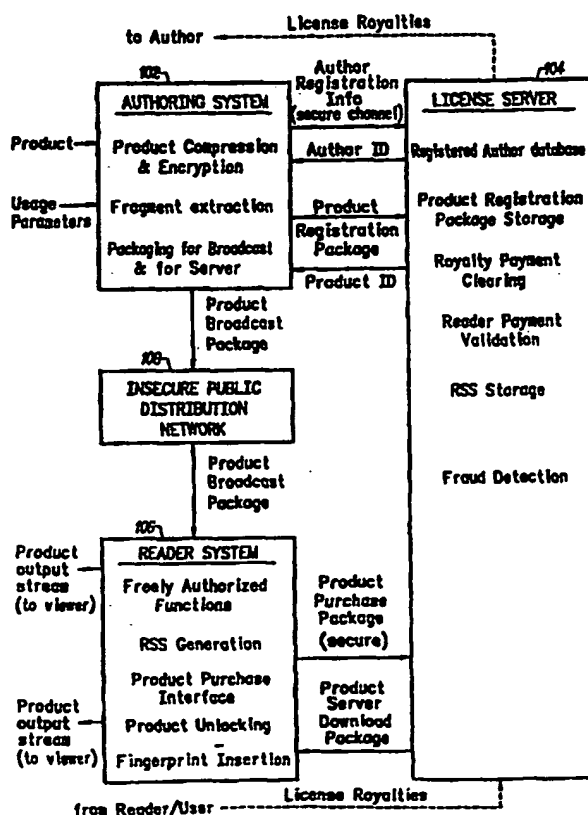 License Royalties
to Author
102
AUTHORING SYSTEM
Product Compression
& Encryption
Fragment extraction
Packaging for Broadcast
& for Server
Product
Usage
Parameters
Author
Registration
Info
(secure channel)
Author ID
Product
Registration
Package
Product ID
104
LICENSE SERVER
Registered Author database
Product Registration
Package Storage
Royalty Payment
Clearing
Reader Payment
Validation
RSS Storage
Fraud Detection
Product
Broadcast
Package
108
INSECURE PUBLIC
DISTRIBUTION
NETWORK
Product
Broadcast
Package
106
READER SYSTEM
Freely Authorized
Functions
RSS Generation
Product Purchase
Interface
Product Unlocking
Fingerprint Insertion
Product
output
stream
(to viewer)
Product
output
stream
(to viewer)
Product
Purchase
Package
(secure)
Product
Server
Download
Package
License Royalties
from Reader/User